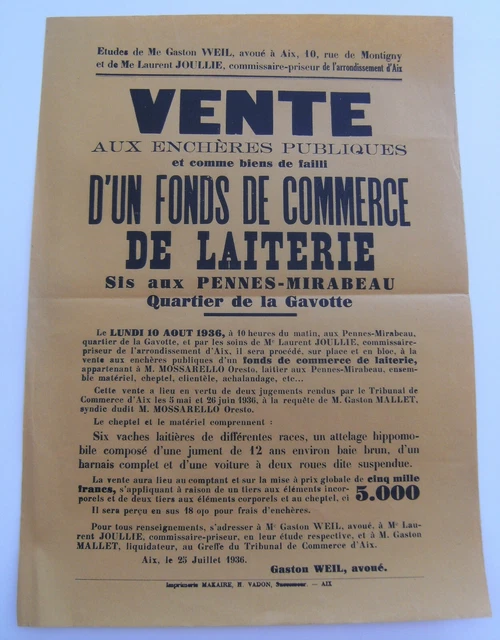 Etudes de Me Gaston WEIL, avoué à Aix, 10, rue de Montigny
et de Me Laurent JOULLIE, commissaire-priseur de l'arrondissement d'Aix
VENTE
AUX ENCHÈRES PUBLIQUES
et comme biens de failli
D'UN FONDS DE COMMERCE
DE LAITERIE
Sis aux PENNES-MIRABEAU
Quartier de la Gavotte
Le LUNDI 10 AOUT 1936, à 10 heures du matin, aux Pennes-Mirabeau,
quartier de la Gavotte, et par les soins de Me Laurent JOULLIE, commissaire-
priseur de l'arrondissement d'Aix, il sera procédé, sur place et en bloc, à la
vente aux enchères publiques d'un fonds de commerce de laiterie,
appartenant à M. MOSSARELLO Oresto, laitier aux Pennes-Mirabeau, ensem-
ble matériel, cheptel, clientèle, achalandage, etc...
Cette vente a lieu en vertu de deux jugements rendus par le Tribunal de
Commerce d'Aix les 5 mai et 26 juin 1936, à la requête de M. Gaston MALLET,
syndic dudit M. MOSSARELLO Oresto.
Le cheptel et le matériel comprennent :
Six vaches laitières de différentes races, un attelage hippomo-
bile composé d'une jument de 12 ans environ baie brun, d'un
harnais complet et d'une voiture à deux roues dite suspendue.
La vente aura lieu au comptant et sur la mise à prix globale de cinq mille
francs, s'appliquant à raison de un tiers aux éléments incor-
porels et de deux tiers aux éléments corporels et au cheptel, ci 5.000
Il sera perçu en sus 18 o/o pour frais d'enchères.
Pour tous renseignements, s'adresser à Me Gaston WEIL, avoué, à Me Lau-
rent JOULLIE, commissaire-priseur, en leur étude respective, et à M. Gaston
MALLET, liquidateur, au Greffe du Tribunal de Commerce d'Aix.
Aix, le 25 Juillet 1936.
Gaston WEIL, avoué.
Imprimerie MAKAIRE, H. VADON, Successeur. — AIX